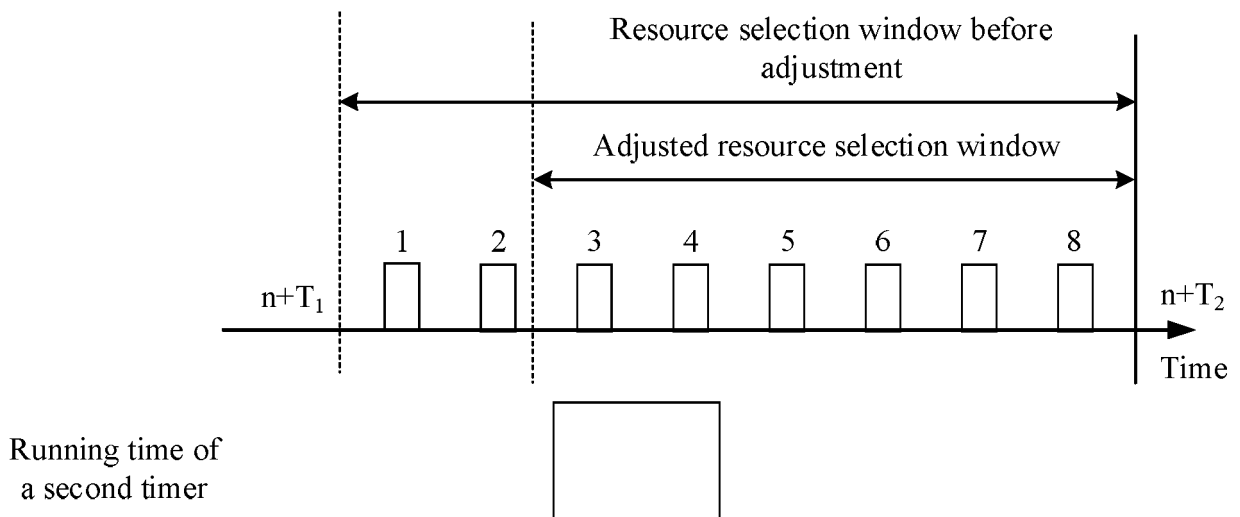 Resource selection window before
adjustment
Adjusted resource selection window
1 2 3 4 5 6 7 8
n+T₁
n+T₂
Time
Running time of
a second timer